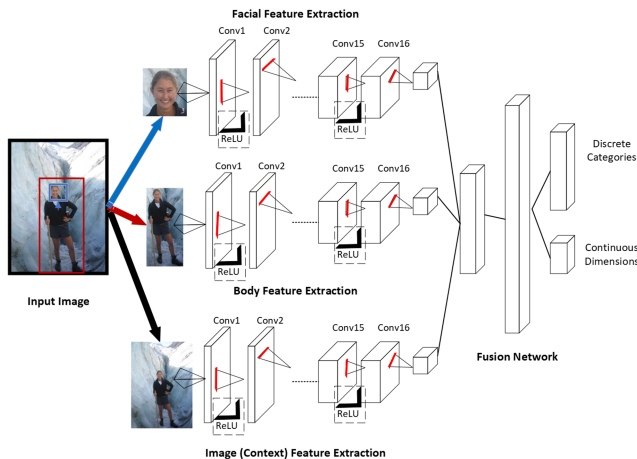 Facial Feature Extraction
Conv1
Conv2
Conv15
Conv16
ReLU
ReLU
Input Image
Conv1
Conv2
Conv15
Conv16
ReLU
ReLU
Body Feature Extraction
Conv1
Conv2
Conv15
Conv16
ReLU
ReLU
Image (Context) Feature Extraction
Discrete
Categories
Continuous
Dimensions
Fusion Network